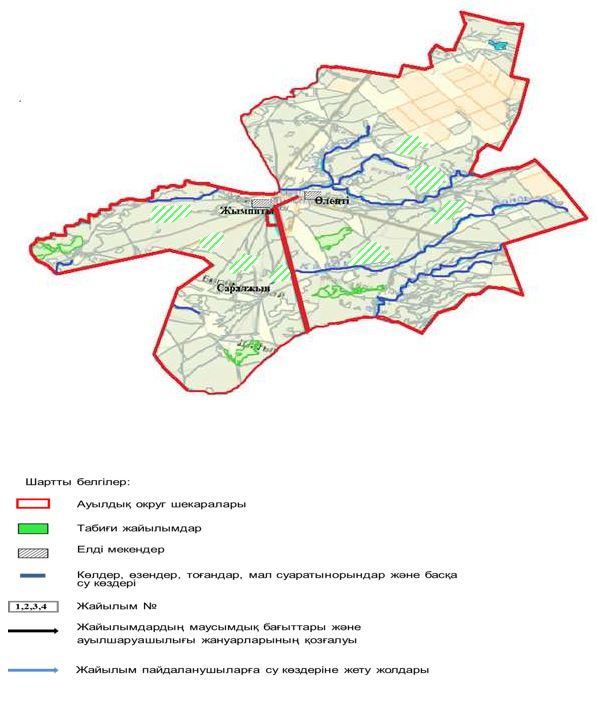 Өленті
Жымпиты
Саралжын
Шартты белгілер:
Ауылдық округ шекаралары
Табиғи жайылымдар
Елді мекендер
Көлдер, өзендер, тоғандар, мал суаратынорындар және басқа
су көздері
1,2,3,4 Жайылым №
Жайылымдардың маусымдық бағыттары және
ауылшаруашылығы жануарларының қозғалуы
Жайылым пайдаланушыларға су көздеріне жету жолдары